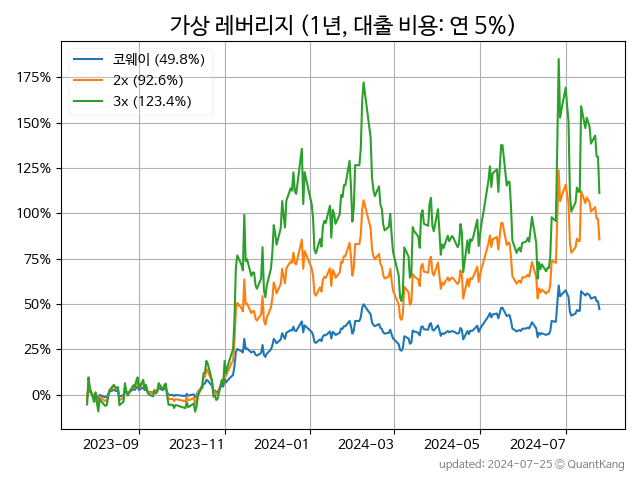 가상 레버리지 (1년, 대출 비용: 연 5%)
코웨이 (49.8%)
2x (92.6%)
3x (123.4%)
175%
150%
125%
100%
75%
50%
25%
0%
2023-09
2023-11
2024-01
2024-03
2024-05
2024-07
updated: 2024-07-25 © QuantKang